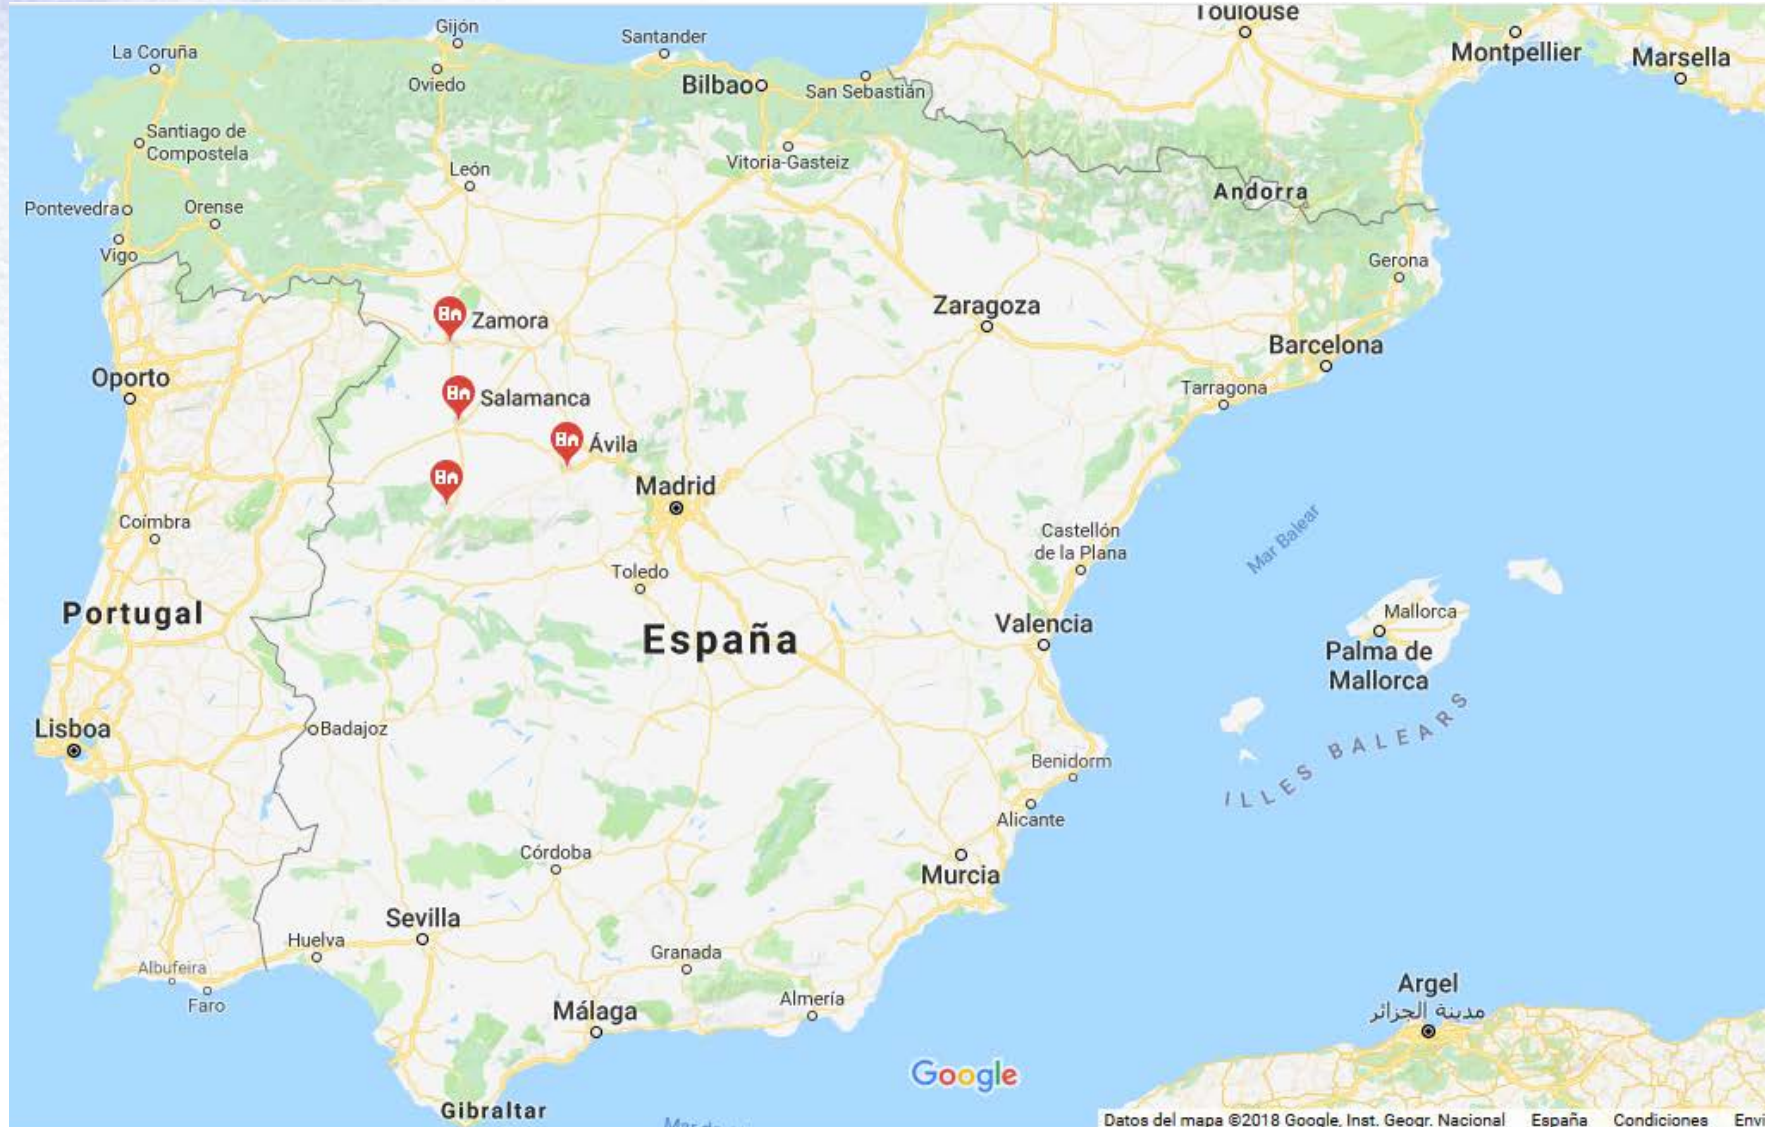 Toulouse
Gijón
Santander
La Coruña
Montpellier
Marsella
Oviedo
Bilbao
San Sebastián
Santiago de
Compostela
Vitoria-Gasteiz
León
Andorra
Pontevedra
Orense
Vigo
Gerona
Zaragoza
Zamora
Barcelona
Oporto
Tarragona
Salamanca
Ávila
Madrid
Coímbra
Castellón
de la Plana
Mar Balear
Toledo
Portugal
España
Valencia
Mallorca
Palma de
Mallorca
Lisboa
Badajoz
ILLES BALEARS
Benidorm
Alicante
Córdoba
Murcia
Sevilla
Huelva
Granada
Albufeira
Faro
Málaga
Almería
Argel
مدينة الجزائر
Google
Gibraltar
Datos del mapa ©2018 Google, Inst. Geogr. Nacional España Condiciones